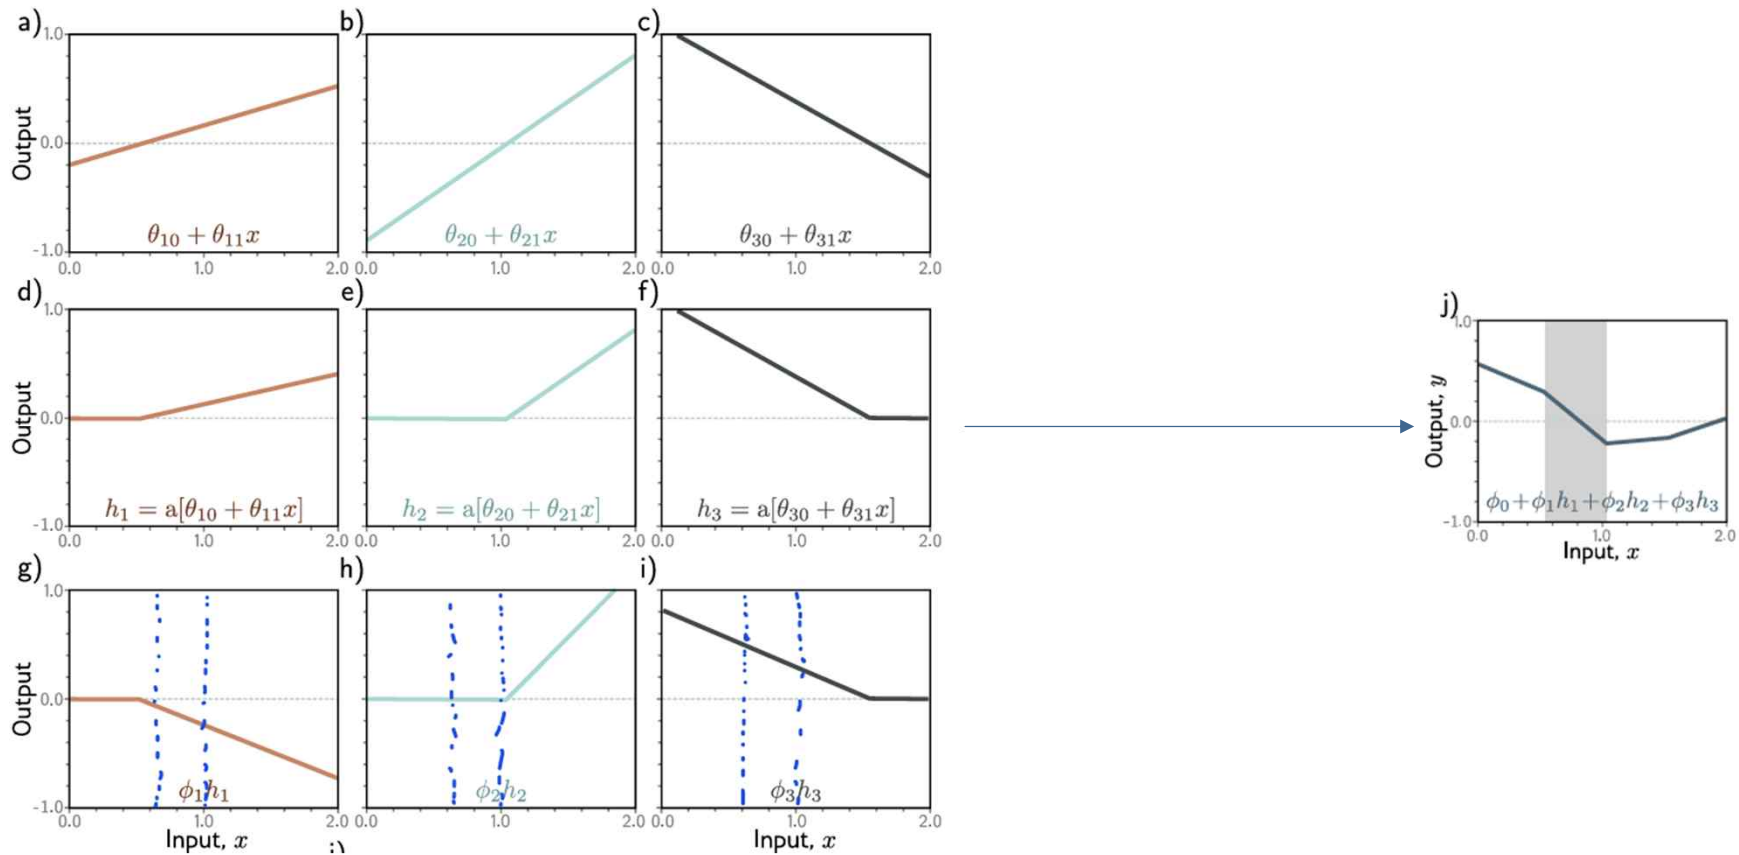 a) b) c)
1.0
Output
0.0
-1.0
θ₁₀ + θ₁₁x θ₂₀ + θ₂₁x θ₃₀ + θ₃₁x
0.0 1.0 2.0 0.0 1.0 2.0 0.0 1.0 2.0
d) e) f)
1.0
Output
0.0
-1.0
h₁ = a[θ₁₀ + θ₁₁x] h₂ = a[θ₂₀ + θ₂₁x] h₃ = a[θ₃₀ + θ₃₁x]
0.0 1.0 2.0 0.0 1.0 2.0 0.0 1.0 2.0
g) h) i)
1.0
Output
0.0
-1.0
ϕ₁h₁ ϕ₂h₂ ϕ₃h₃
0.0 1.0 2.0 0.0 1.0 2.0 0.0 1.0 2.0
Input, x Input, x Input, x
j)
1.0
Output, y
0.0
-1.0
ϕ₀+ϕ₁h₁+ϕ₂h₂+ϕ₃h₃
0.0 1.0 2.0
Input, x